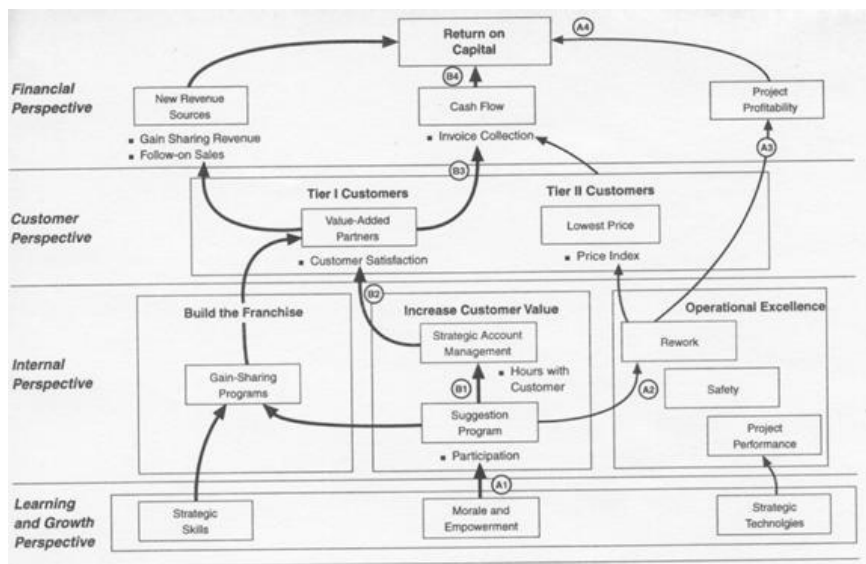 Return on
Capital
A4
B4
Financial
Perspective
New Revenue
Sources
Cash Flow
Project
Profitability
▪ Gain Sharing Revenue
▪ Follow-on Sales
▪ Invoice Collection
A3
B3
Tier I Customers
Tier II Customers
Customer
Perspective
Value-Added
Partners
Lowest Price
▪ Customer Satisfaction
▪ Price Index
B2
Build the Franchise
Increase Customer Value
Operational Excellence
Internal
Perspective
Strategic Account
Management
Rework
▪ Hours with
Customer
Gain-Sharing
Programs
B1
A2
Safety
Suggestion
Program
Project
Performance
▪ Participation
Learning
and Growth
Perspective
A1
Strategic
Skills
Morale and
Empowerment
Strategic
Technolgies